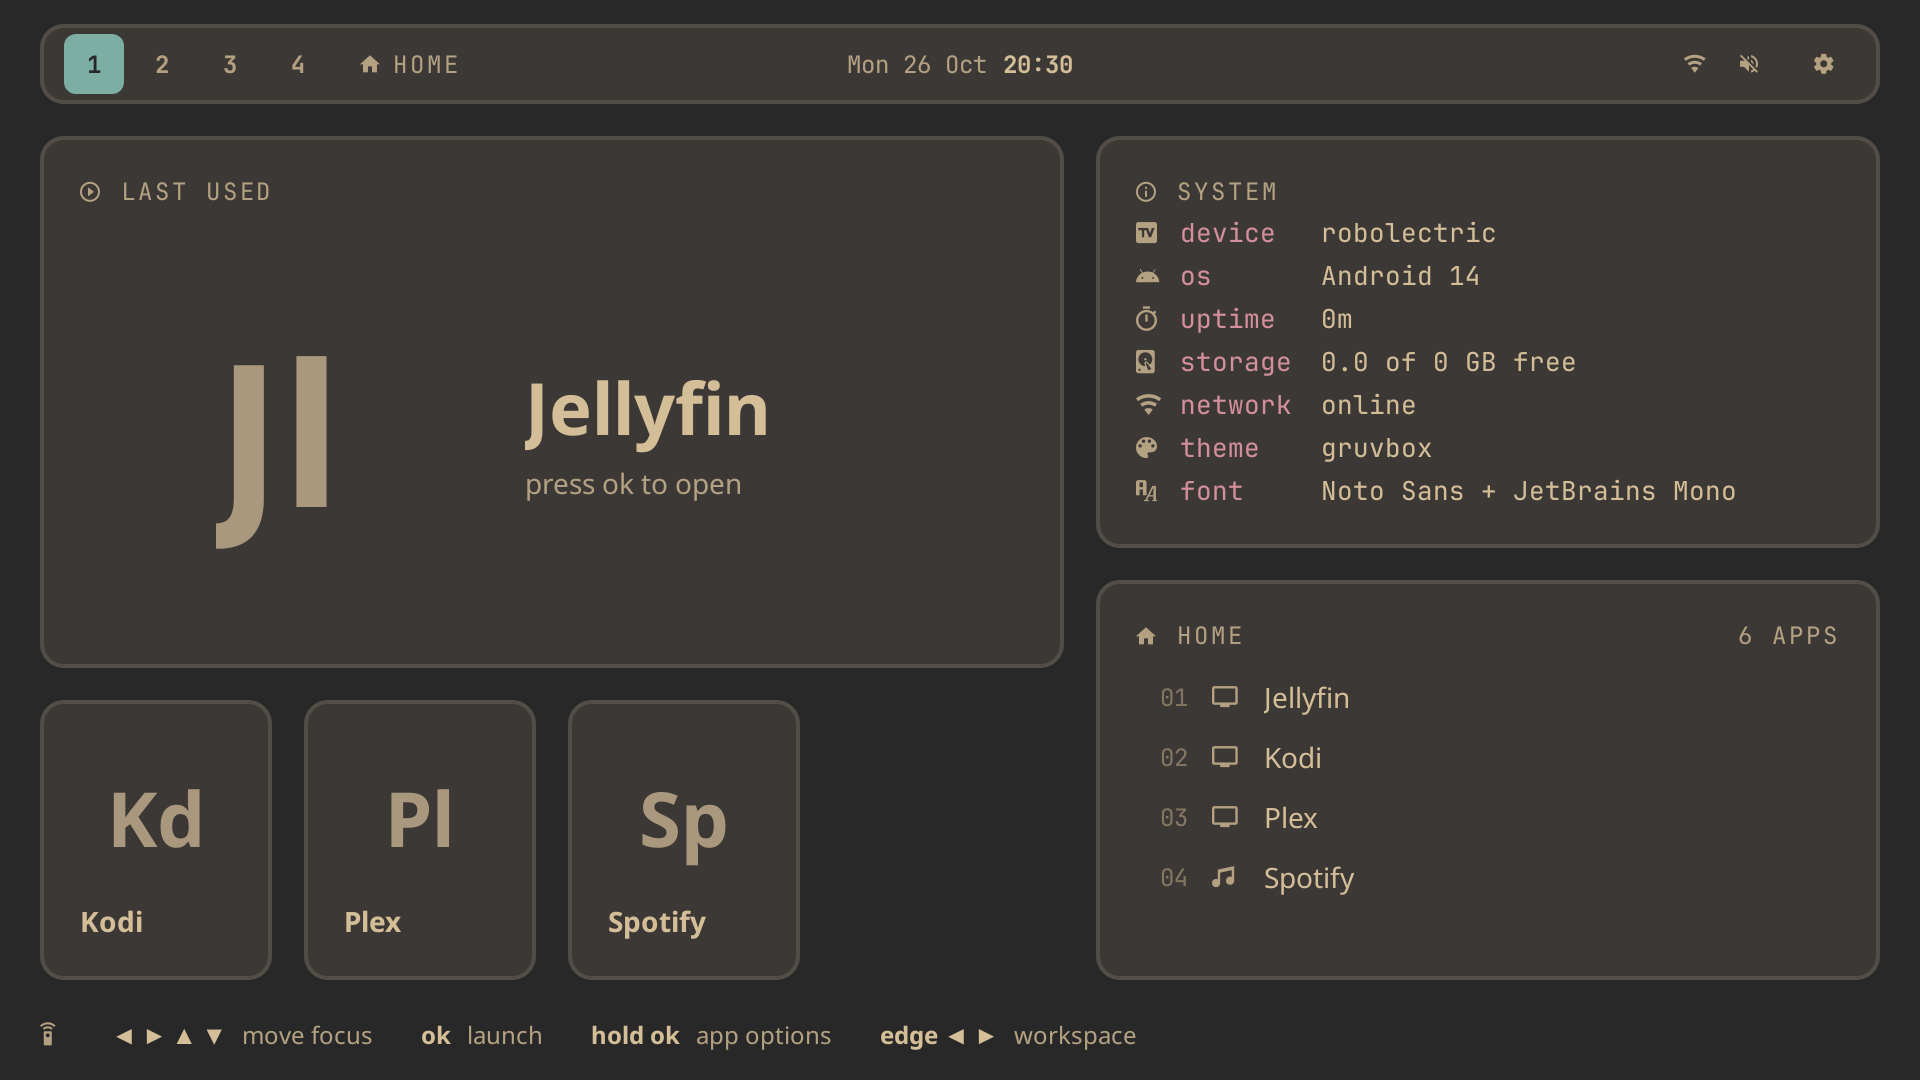 1 2 3 4 HOME Mon 26 Oct 20:30
LAST USED
Jl
Jellyfin
press ok to open
Kd
Kodi
Pl
Plex
Sp
Spotify
SYSTEM
device robolectric
os Android 14
uptime 0m
storage 0.0 of 0 GB free
network online
theme gruvbox
font Noto Sans + JetBrains Mono
HOME 6 APPS
01 Jellyfin
02 Kodi
03 Plex
04 Spotify
◀ ▶ ▲ ▼ move focus ok launch hold ok app options edge ◀ ▶ workspace